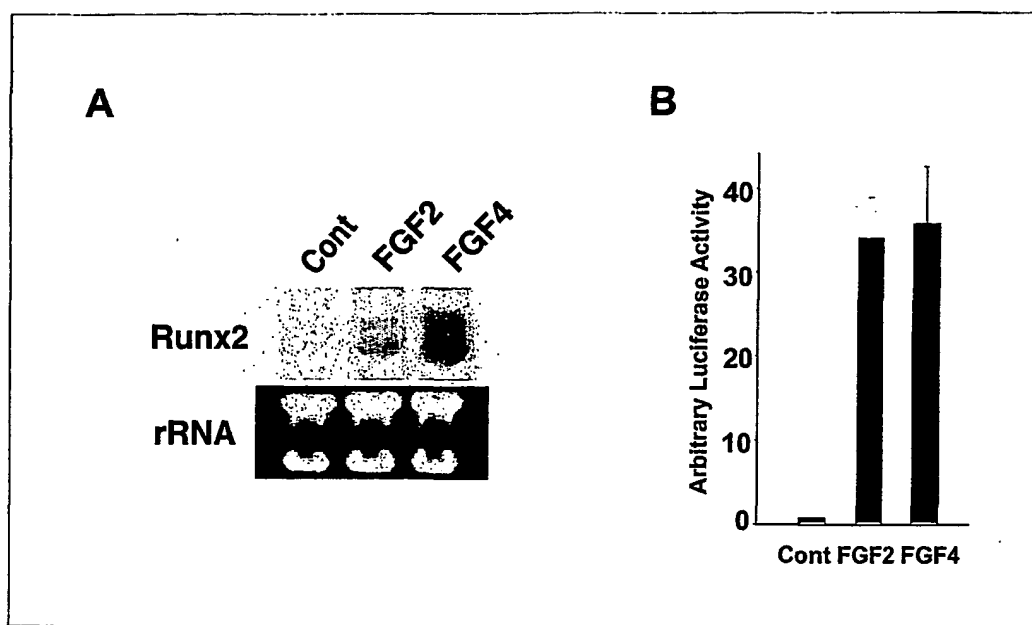 A
Cont FGF2 FGF4
Runx2
rRNA
B
Arbitrary Luciferase Activity
40
30
20
10
0
Cont FGF2 FGF4